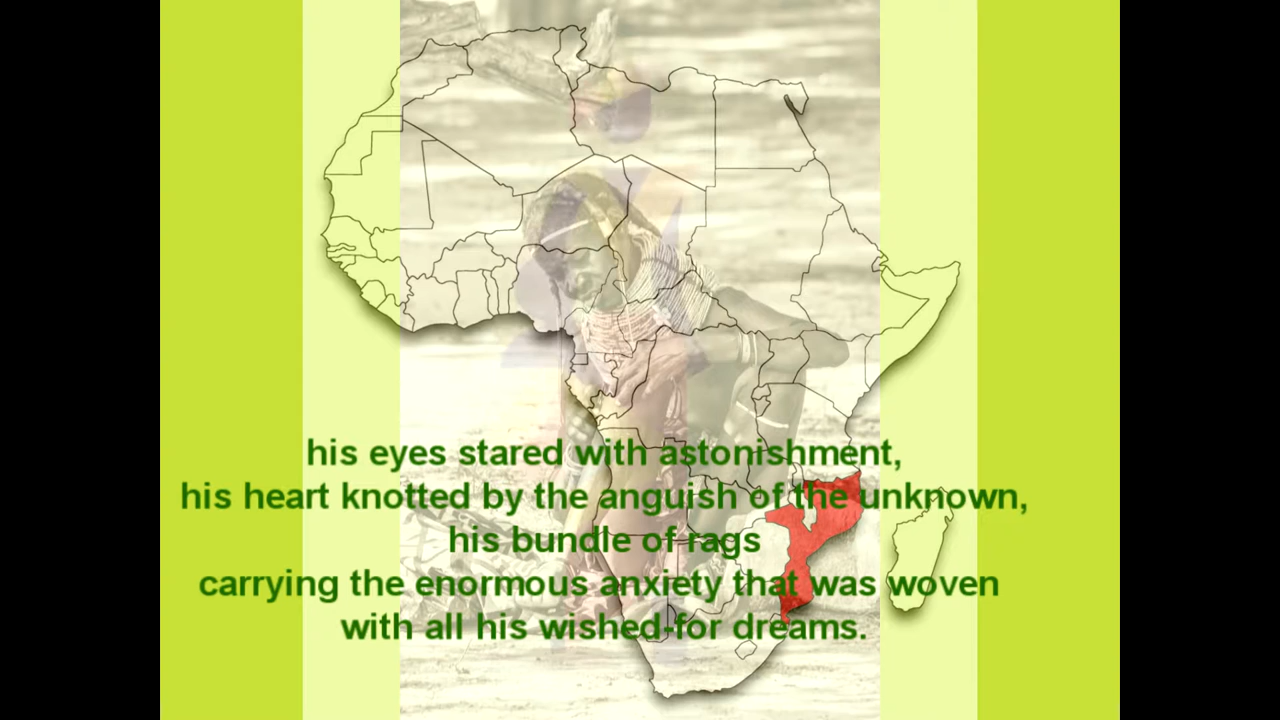 his eyes stared with astonishment,
his heart knotted by the anguish of the unknown,
his bundle of rags
carrying the enormous anxiety that was woven
with all his wished-for dreams.